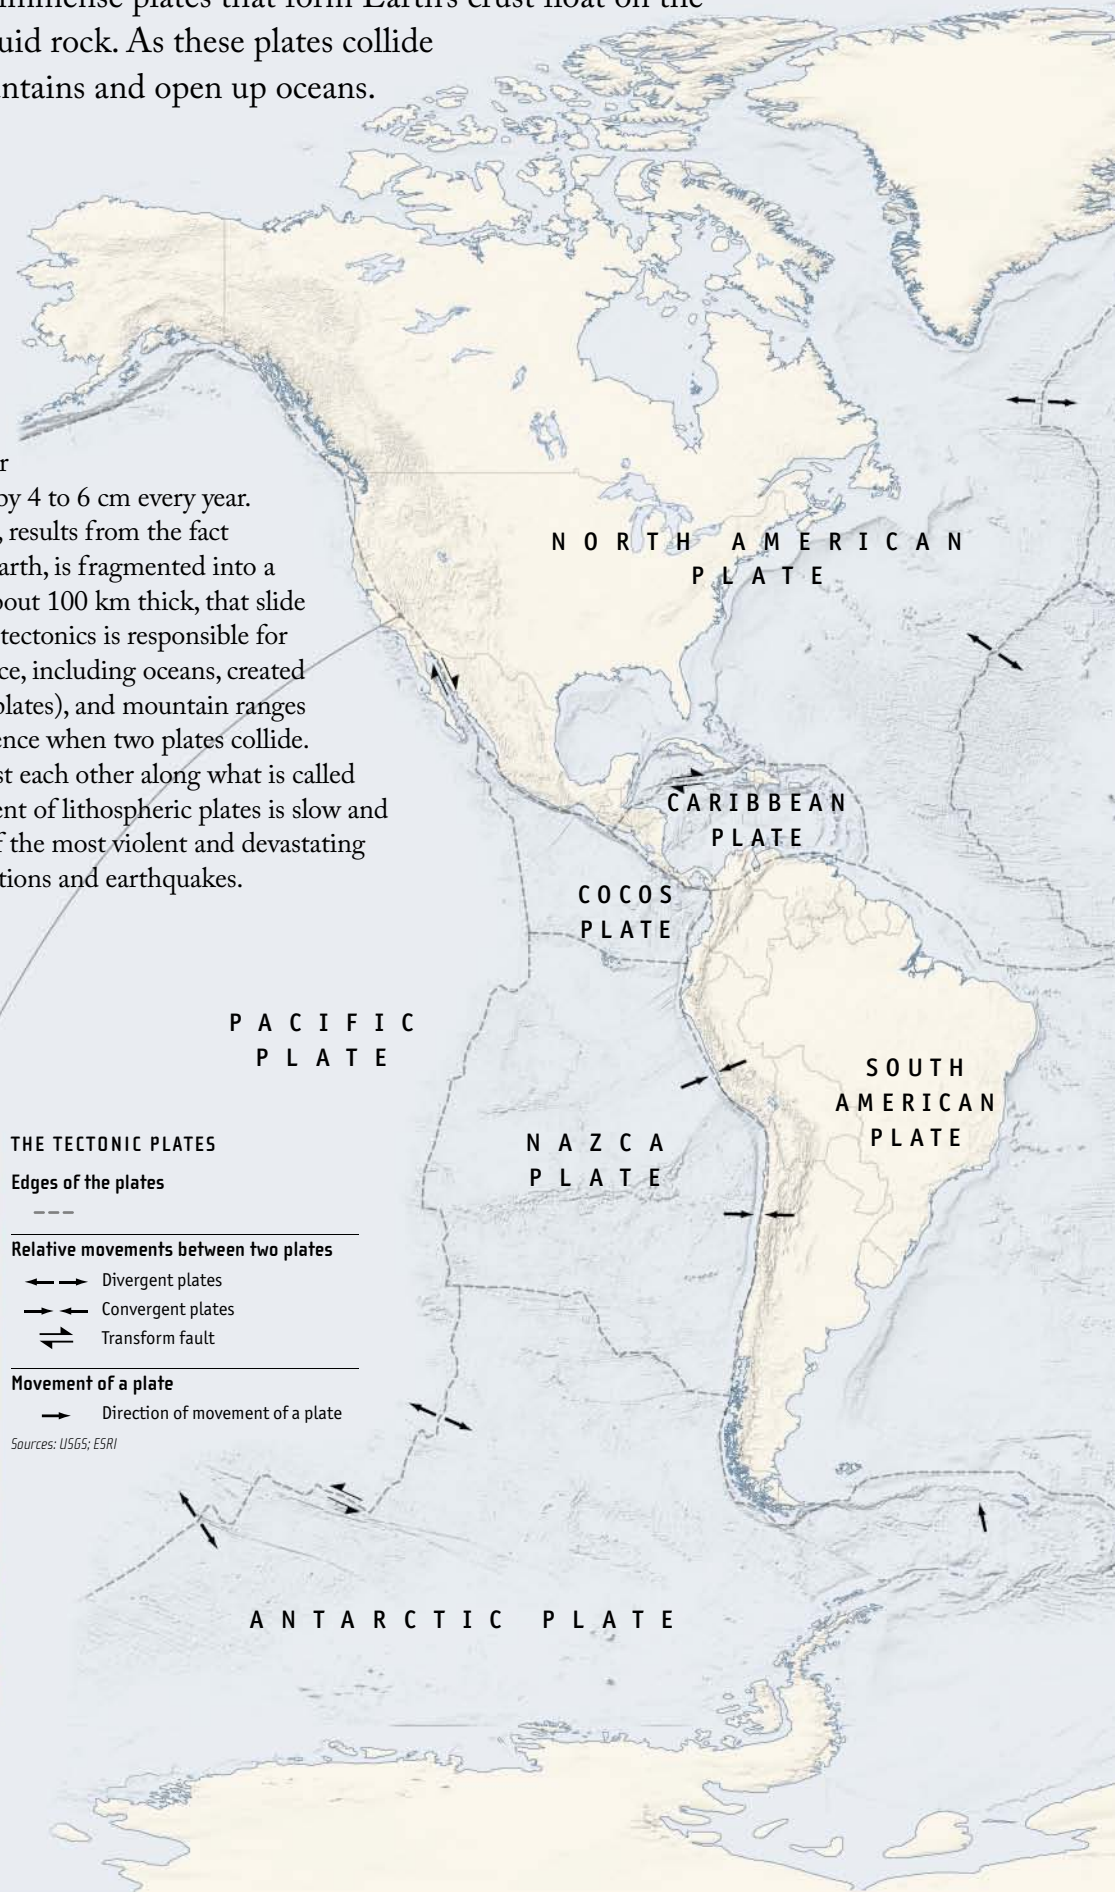 immense plates that form Earth's crust float on the
uid rock. As these plates collide
ntains and open up oceans.
r
by 4 to 6 cm every year.
, results from the fact
arth, is fragmented into a
bout 100 km thick, that slide
tectonics is responsible for
ce, including oceans, created
plates), and mountain ranges
ence when two plates collide.
st each other along what is called
ent of lithospheric plates is slow and
f the most violent and devastating
tions and earthquakes.
NORTH AMERICAN
PLATE
CARIBBEAN
PLATE
COCOS
PLATE
PACIFIC
PLATE
SOUTH
AMERICAN
PLATE
NAZCA
PLATE
THE TECTONIC PLATES
Edges of the plates
Relative movements between two plates
Divergent plates
Convergent plates
Transform fault
Movement of a plate
Direction of movement of a plate
Sources: USGS; ESRI
ANTARCTIC PLATE